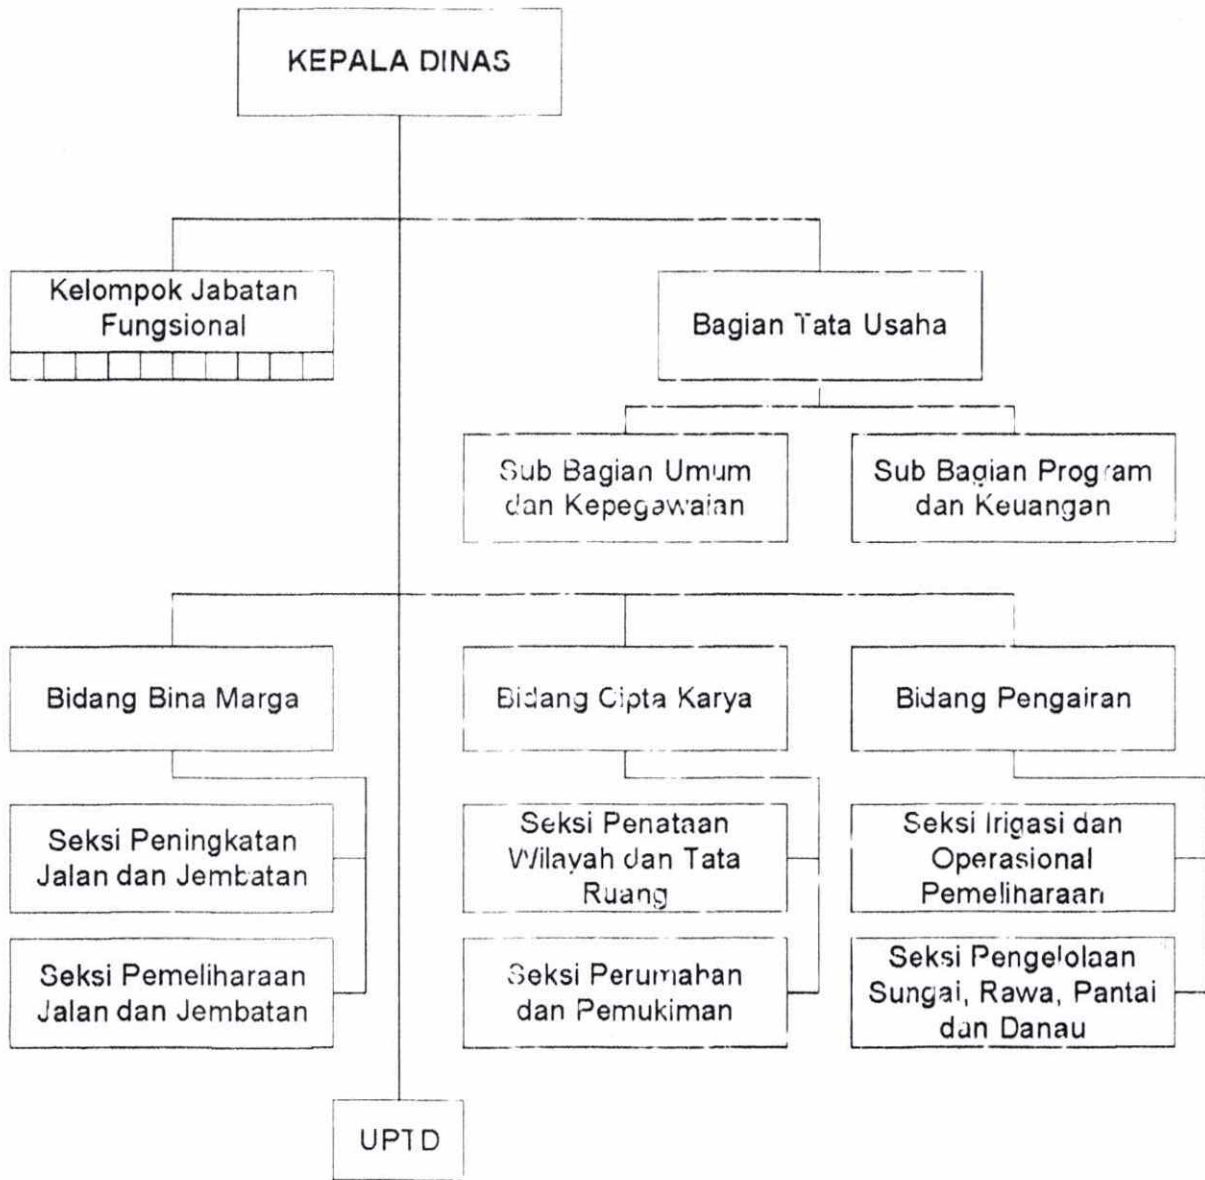 KEPALA DINAS
Kelompok Jabatan
Fungsional
Bagian Tata Usaha
Sub Bagian Umum
dan Kepegawaian
Sub Bagian Program
dan Keuangan
Bidang Bina Marga
Bidang Cipta Karya
Bidang Pengairan
Seksi Peningkatan
Jalan dan Jembatan
Seksi Penataan
Wilayah dan Tata
Ruang
Seksi Irigasi dan
Operasional
Pemeliharaan
Seksi Pemeliharaan
Jalan dan Jembatan
Seksi Perumahan
dan Pemukiman
Seksi Pengelolaan
Sungai, Rawa, Pantai
dan Danau
UPTD